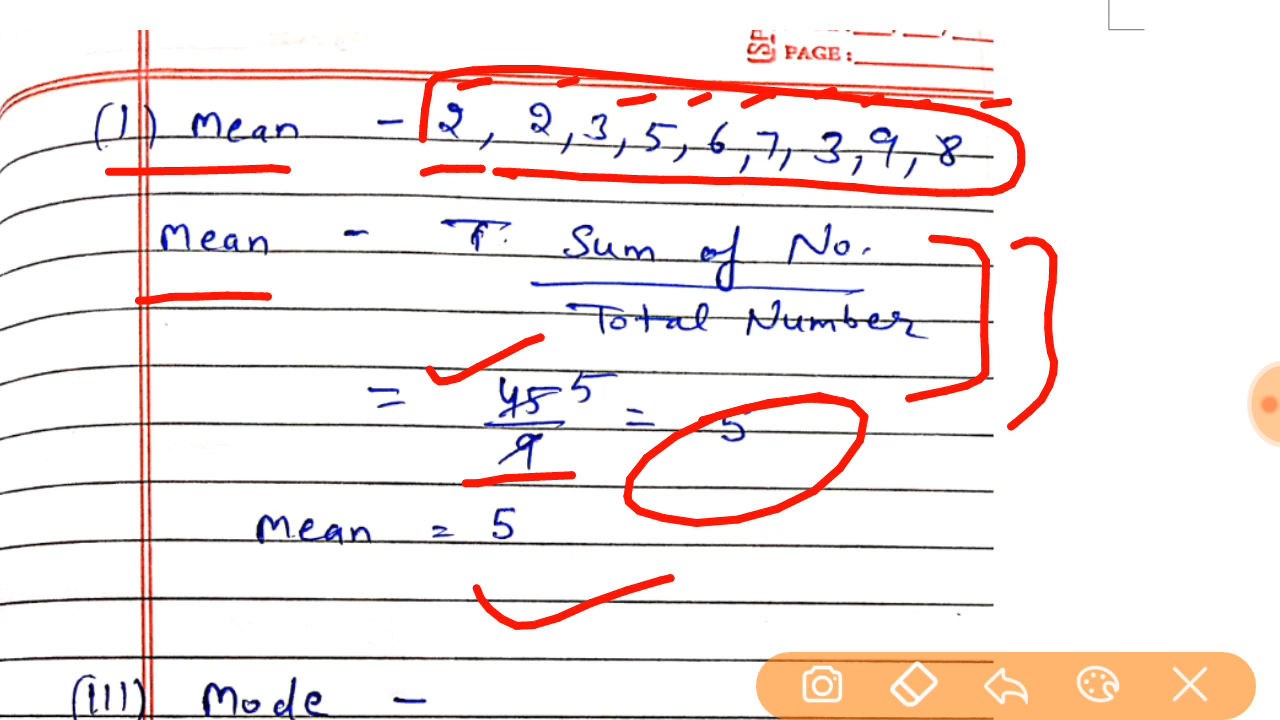 PAGE:
(I) Mean - 2, 2, 3, 5, 6, 7, 3, 9, 8
Mean - T. Sum of No.
Total Number
= 45 5 = 5
9
Mean = 5
(III) Mode -